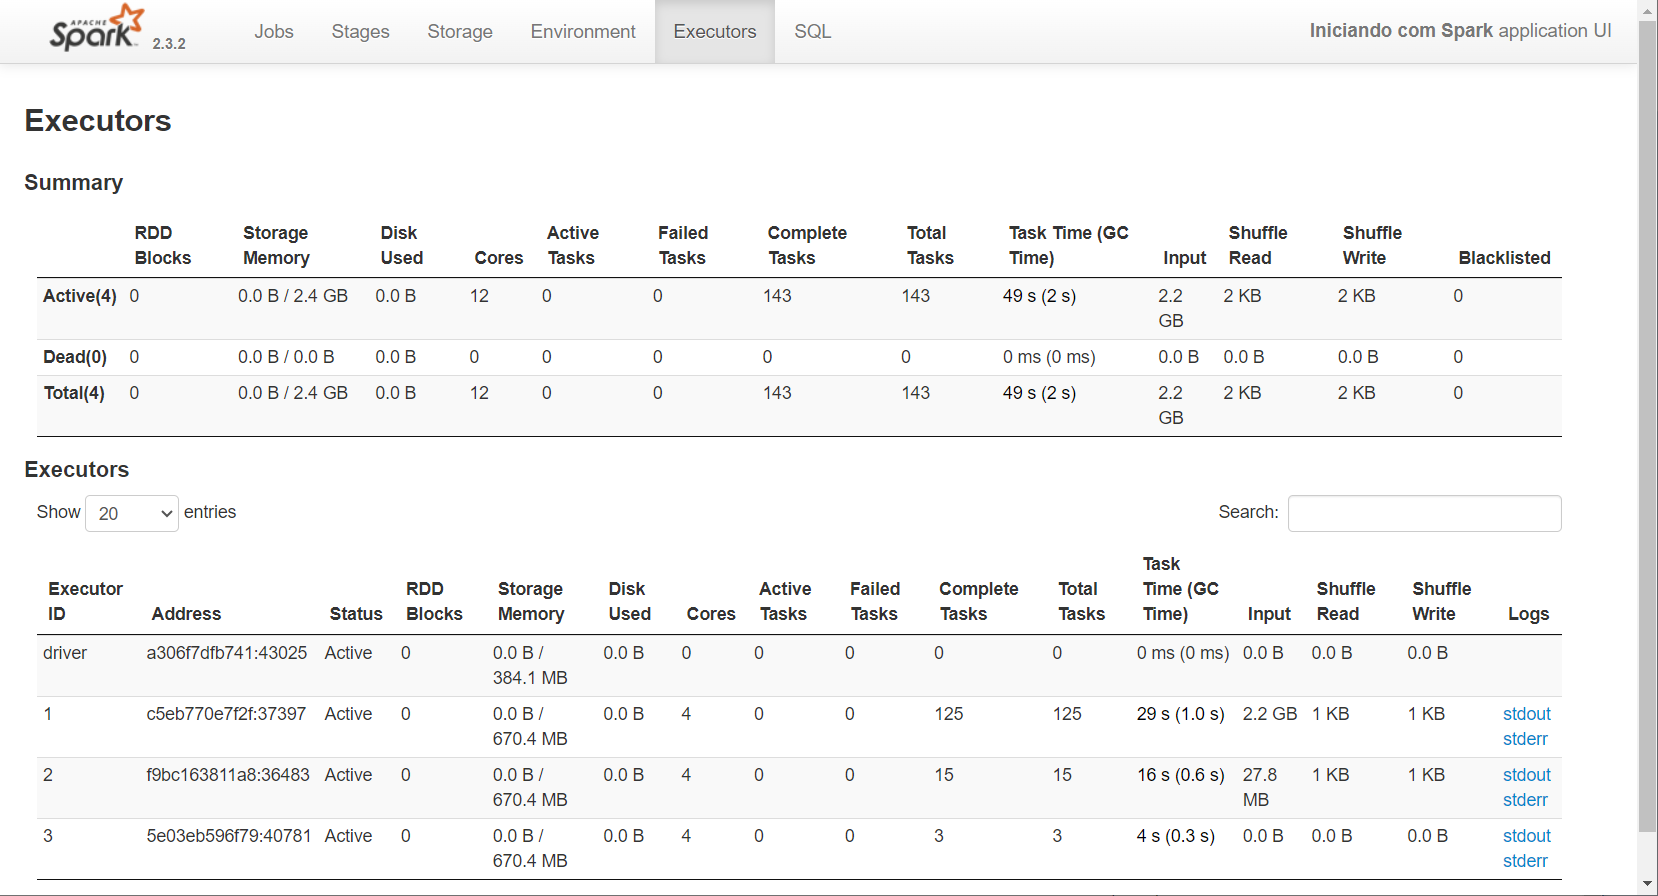 APACHE
Spark 2.3.2 Jobs Stages Storage Environment Executors SQL Iniciando com Spark application UI
Executors
Summary
RDD Blocks Storage Memory Disk Used Cores Active Tasks Failed Tasks Complete Tasks Total Tasks Task Time (GC Time) Input Shuffle Read Shuffle Write Blacklisted
Active(4) 0 0.0 B / 2.4 GB 0.0 B 12 0 0 143 143 49 s (2 s) 2.2 GB 2 KB 2 KB 0
Dead(0) 0 0.0 B / 0.0 B 0.0 B 0 0 0 0 0 0 ms (0 ms) 0.0 B 0.0 B 0.0 B 0
Total(4) 0 0.0 B / 2.4 GB 0.0 B 12 0 0 143 143 49 s (2 s) 2.2 GB 2 KB 2 KB 0
Executors
Show 20 entries Search:
Executor ID Address Status RDD Blocks Storage Memory Disk Used Cores Active Tasks Failed Tasks Complete Tasks Total Tasks Task Time (GC Time) Input Shuffle Read Shuffle Write Logs
driver a306f7dfb741:43025 Active 0 0.0 B / 384.1 MB 0.0 B 0 0 0 0 0 0 ms (0 ms) 0.0 B 0.0 B 0.0 B
1 c5eb770e7f2f:37397 Active 0 0.0 B / 670.4 MB 0.0 B 4 0 0 125 125 29 s (1.0 s) 2.2 GB 1 KB 1 KB stdout stderr
2 f9bc163811a8:36483 Active 0 0.0 B / 670.4 MB 0.0 B 4 0 0 15 15 16 s (0.6 s) 27.8 MB 1 KB 1 KB stdout stderr
3 5e03eb596f79:40781 Active 0 0.0 B / 670.4 MB 0.0 B 4 0 0 3 3 4 s (0.3 s) 0.0 B 0.0 B 0.0 B stdout stderr